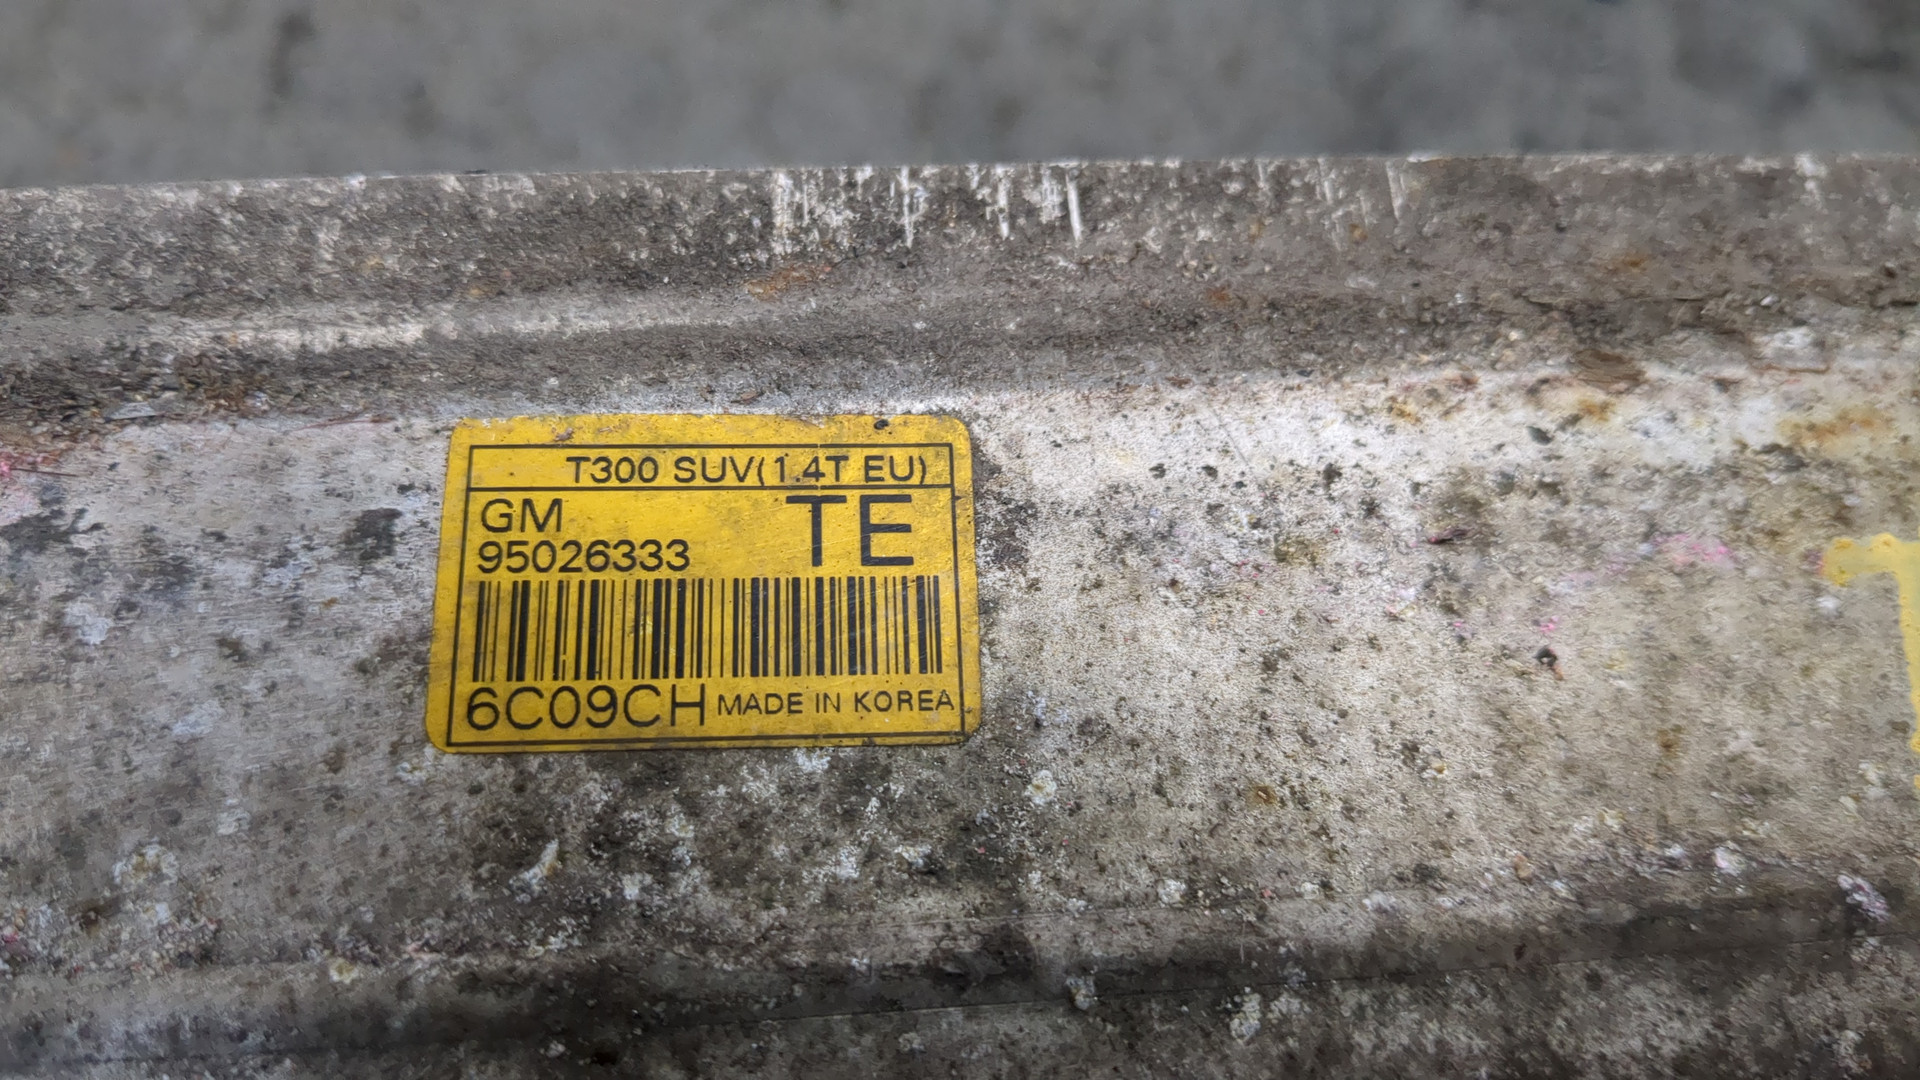 T300 SUV(1.4T EU)
GM TE
95026333
6C09CH MADE IN KOREA